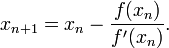 x_{n+1} = x_n - \frac{f(x_n)}{f'(x_n)}.